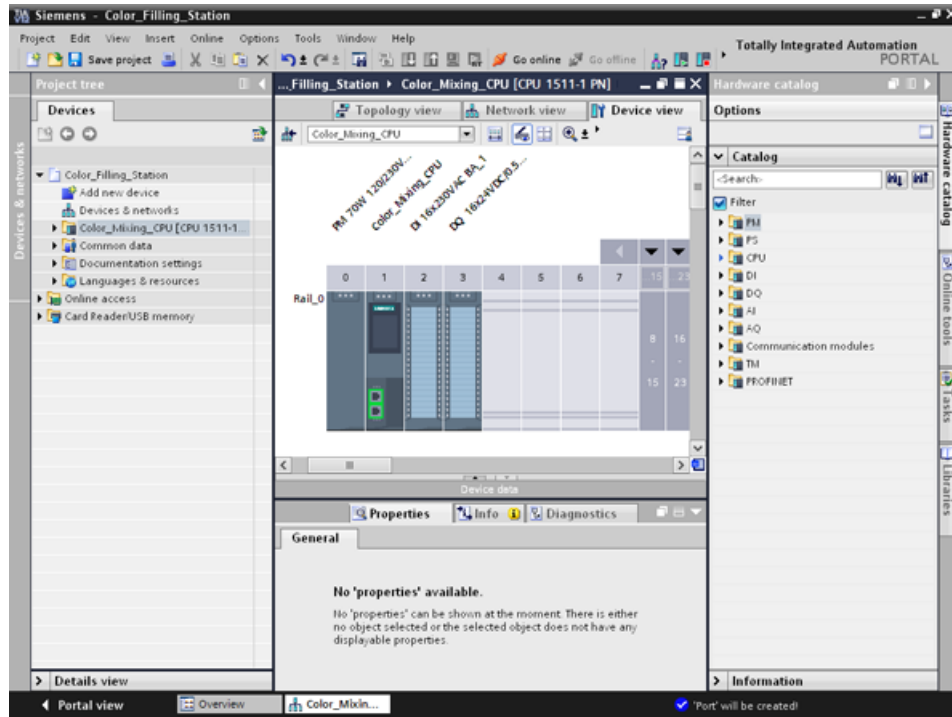 Siemens - Color_Filling_Station
Project Edit View Insert Online Options Tools Window Help
Save project
Go online
Go offline
Totally Integrated Automation
PORTAL
Project tree
..._Filling_Station ▸ Color_Mixing_CPU [CPU 1511-1 PN]
Hardware catalog
Devices
Topology view
Network view
Device view
Options
Color_Mixing_CPU
Catalog
<Search>
Filter
PM
PS
CPU
DI
DQ
AI
AQ
Communication modules
TM
PROFINET
Color_Filling_Station
Add new device
Devices & networks
Color_Mixing_CPU [CPU 1511-1...
Common data
Documentation settings
Languages & resources
Online access
Card Reader/USB memory
PM 70W 120/230V...
Color_Mixing_CPU
DI 16x230VAC BA_1
DQ 16x24VDC/0.5...
0 1 2 3 4 5 6 7 15 23
Rail_0
8 16
- -
15 23
Device data
Properties
Info
Diagnostics
General
No 'properties' available.
No 'properties' can be shown at the moment. There is either
no object selected or the selected object does not have any
displayable properties.
Details view
Information
Portal view
Overview
Color_Mixin...
'Port' will be created!
Devices & networks
Hardware catalog
Online tools
Tasks
Libraries